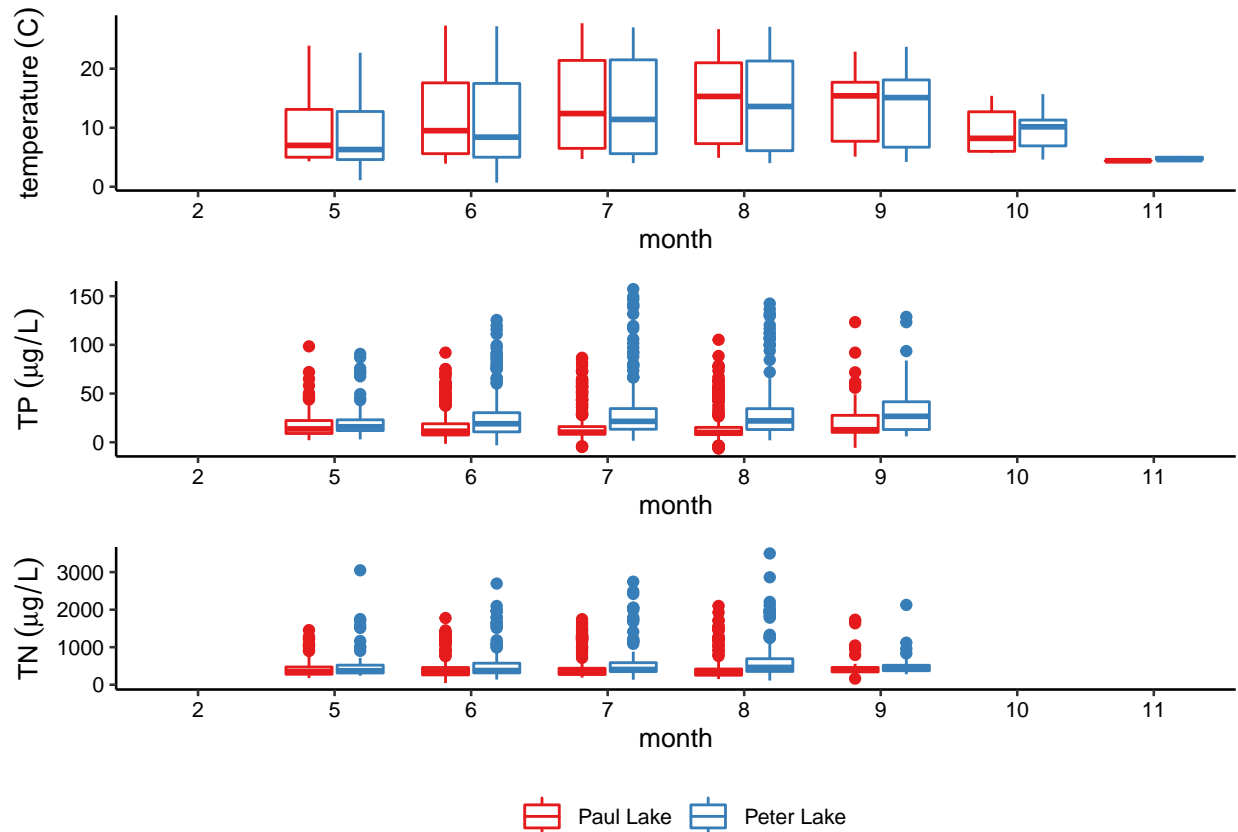 temperature (C)
20
10
0
2 5 6 7 8 9 10 11
month
TP (μg/L)
150
100
50
0
2 5 6 7 8 9 10 11
month
TN (μg/L)
3000
2000
1000
0
2 5 6 7 8 9 10 11
month
Paul Lake Peter Lake